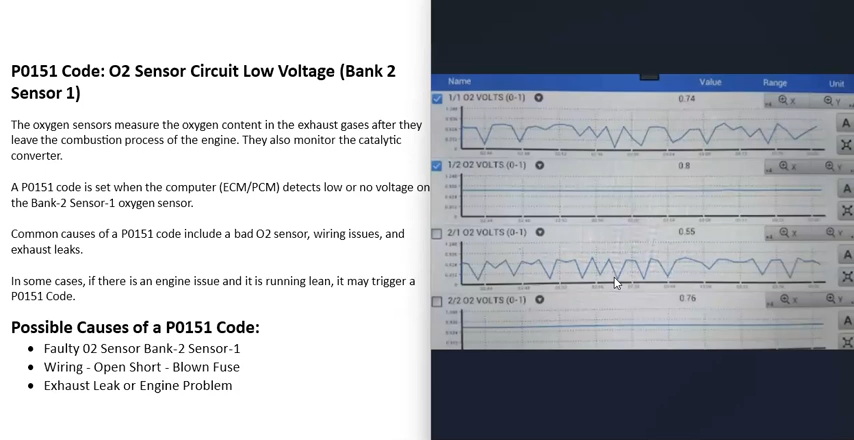 P0151 Code: O2 Sensor Circuit Low Voltage (Bank 2
Sensor 1)
The oxygen sensors measure the oxygen content in the exhaust gases after they
leave the combustion process of the engine. They also monitor the catalytic
converter.
A P0151 code is set when the computer (ECM/PCM) detects low or no voltage on
the Bank-2 Sensor-1 oxygen sensor.
Common causes of a P0151 code include a bad O2 sensor, wiring issues, and
exhaust leaks.
In some cases, if there is an engine issue and it is running lean, it may trigger a
P0151 Code.
Possible Causes of a P0151 Code:
• Faulty 02 Sensor Bank-2 Sensor-1
• Wiring - Open Short - Blown Fuse
• Exhaust Leak or Engine Problem
Name Value Range Unit
1/1 O2 VOLTS (0-1) 0.74 X Y
A
1/2 O2 VOLTS (0-1) 0.8 X Y
A
2/1 O2 VOLTS (0-1) 0.55 X Y
A
2/2 O2 VOLTS (0-1) 0.76 X Y
A